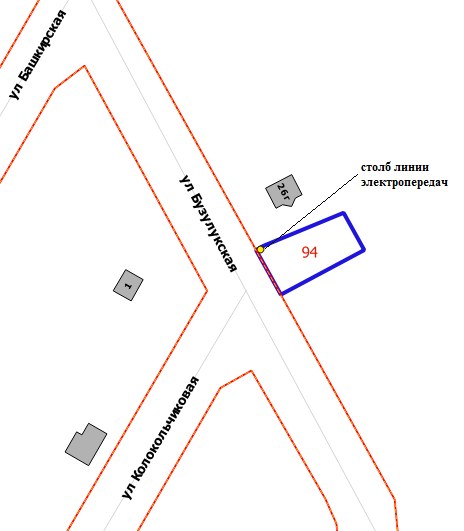 ул Башкирская
26г
столб линии
электропередач
ул Бузулукская
94
1
ул Колокольчиковая